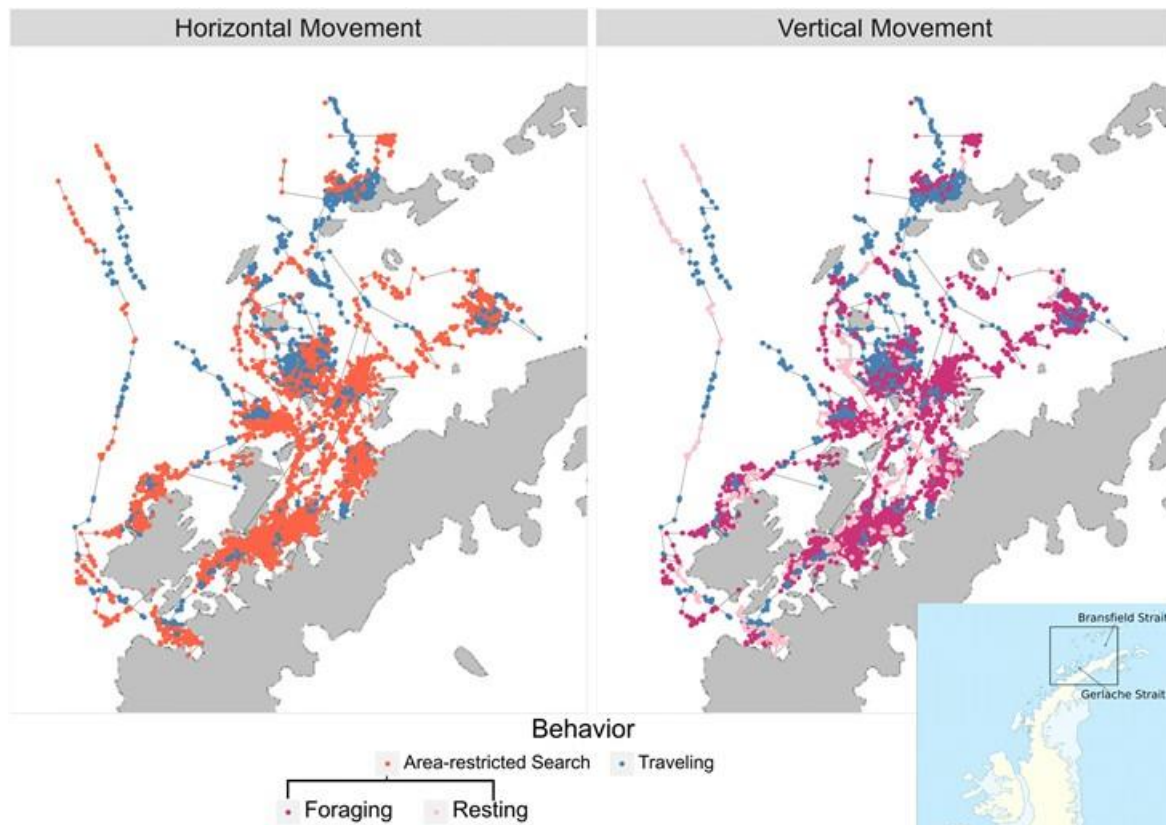 Horizontal Movement
Vertical Movement
Bransfield Strait
Gerlache Strait
Behavior
Area-restricted Search Traveling
Foraging Resting